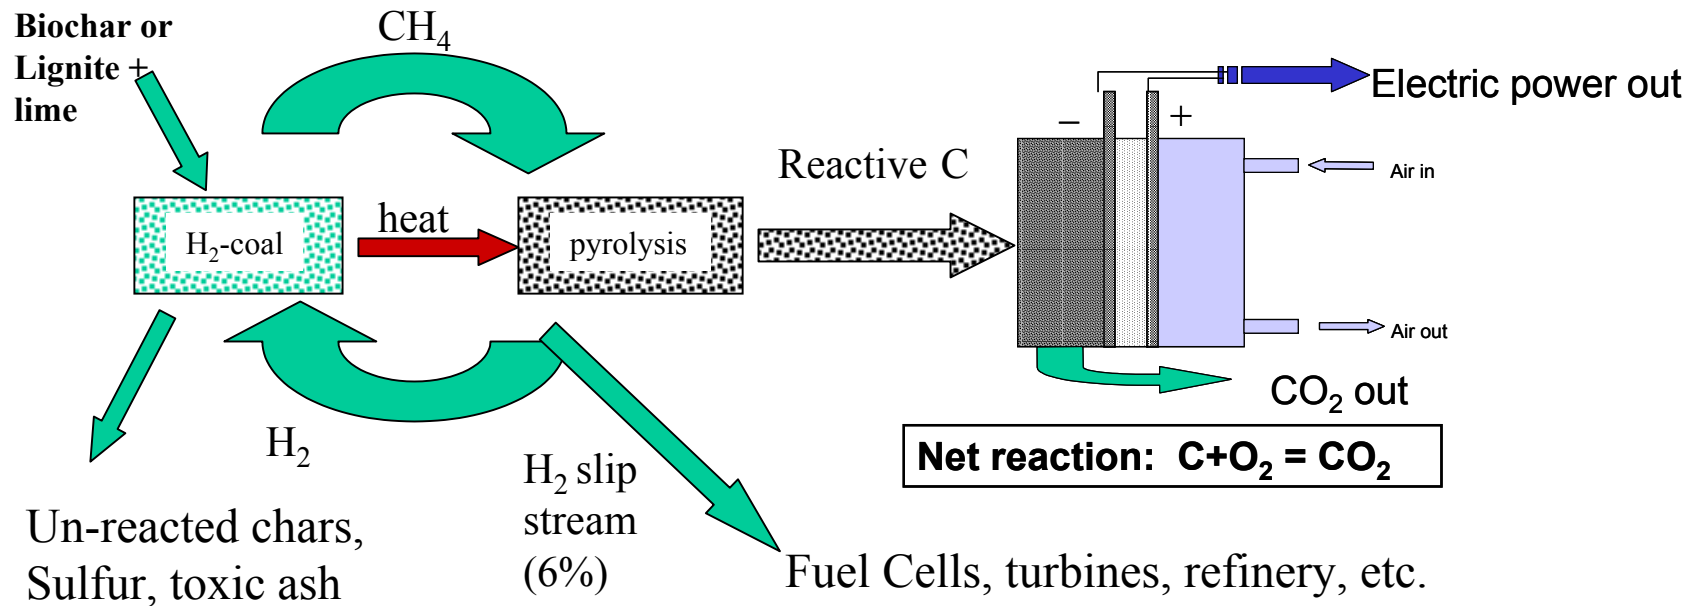 Biochar or
Lignite +
lime
CH₄
Electric power out
– +
Reactive C
Air in
heat
H₂-coal
pyrolysis
Air out
CO₂ out
H₂
Net reaction: C+O₂ = CO₂
H₂ slip
stream
(6%)
Un-reacted chars,
Sulfur, toxic ash
Fuel Cells, turbines, refinery, etc.